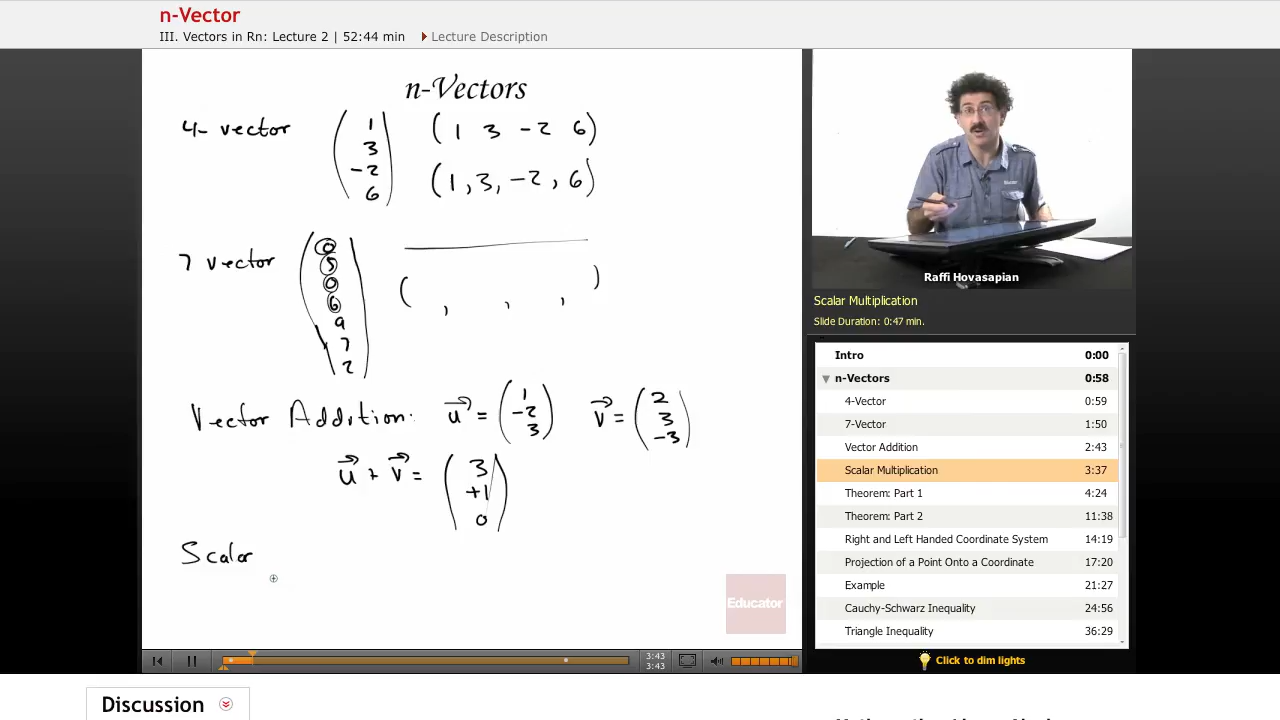 n-Vector
III. Vectors in Rn: Lecture 2 | 52:44 min Lecture Description
n-Vectors
4- vector ( 1 3 -2 6 ) ( 1 3 -2 6 )
( 1 , 3 , -2 , 6 )
7 vector ( 0 5 0 6 9 7 2 ) ( , , , )
Vector Addition: u = ( 1 -2 3 ) v = ( 2 3 -3 )
u + v = ( 3 +1 0 )
Scalar
Educator
Raffi Hovasapian
Scalar Multiplication
Slide Duration: 0:47 min.
Intro 0:00
n-Vectors 0:58
4-Vector 0:59
7-Vector 1:50
Vector Addition 2:43
Scalar Multiplication 3:37
Theorem: Part 1 4:24
Theorem: Part 2 11:38
Right and Left Handed Coordinate System 14:19
Projection of a Point Onto a Coordinate 17:20
Example 21:27
Cauchy-Schwarz Inequality 24:56
Triangle Inequality 36:29
3:43
3:43
Click to dim lights
Discussion